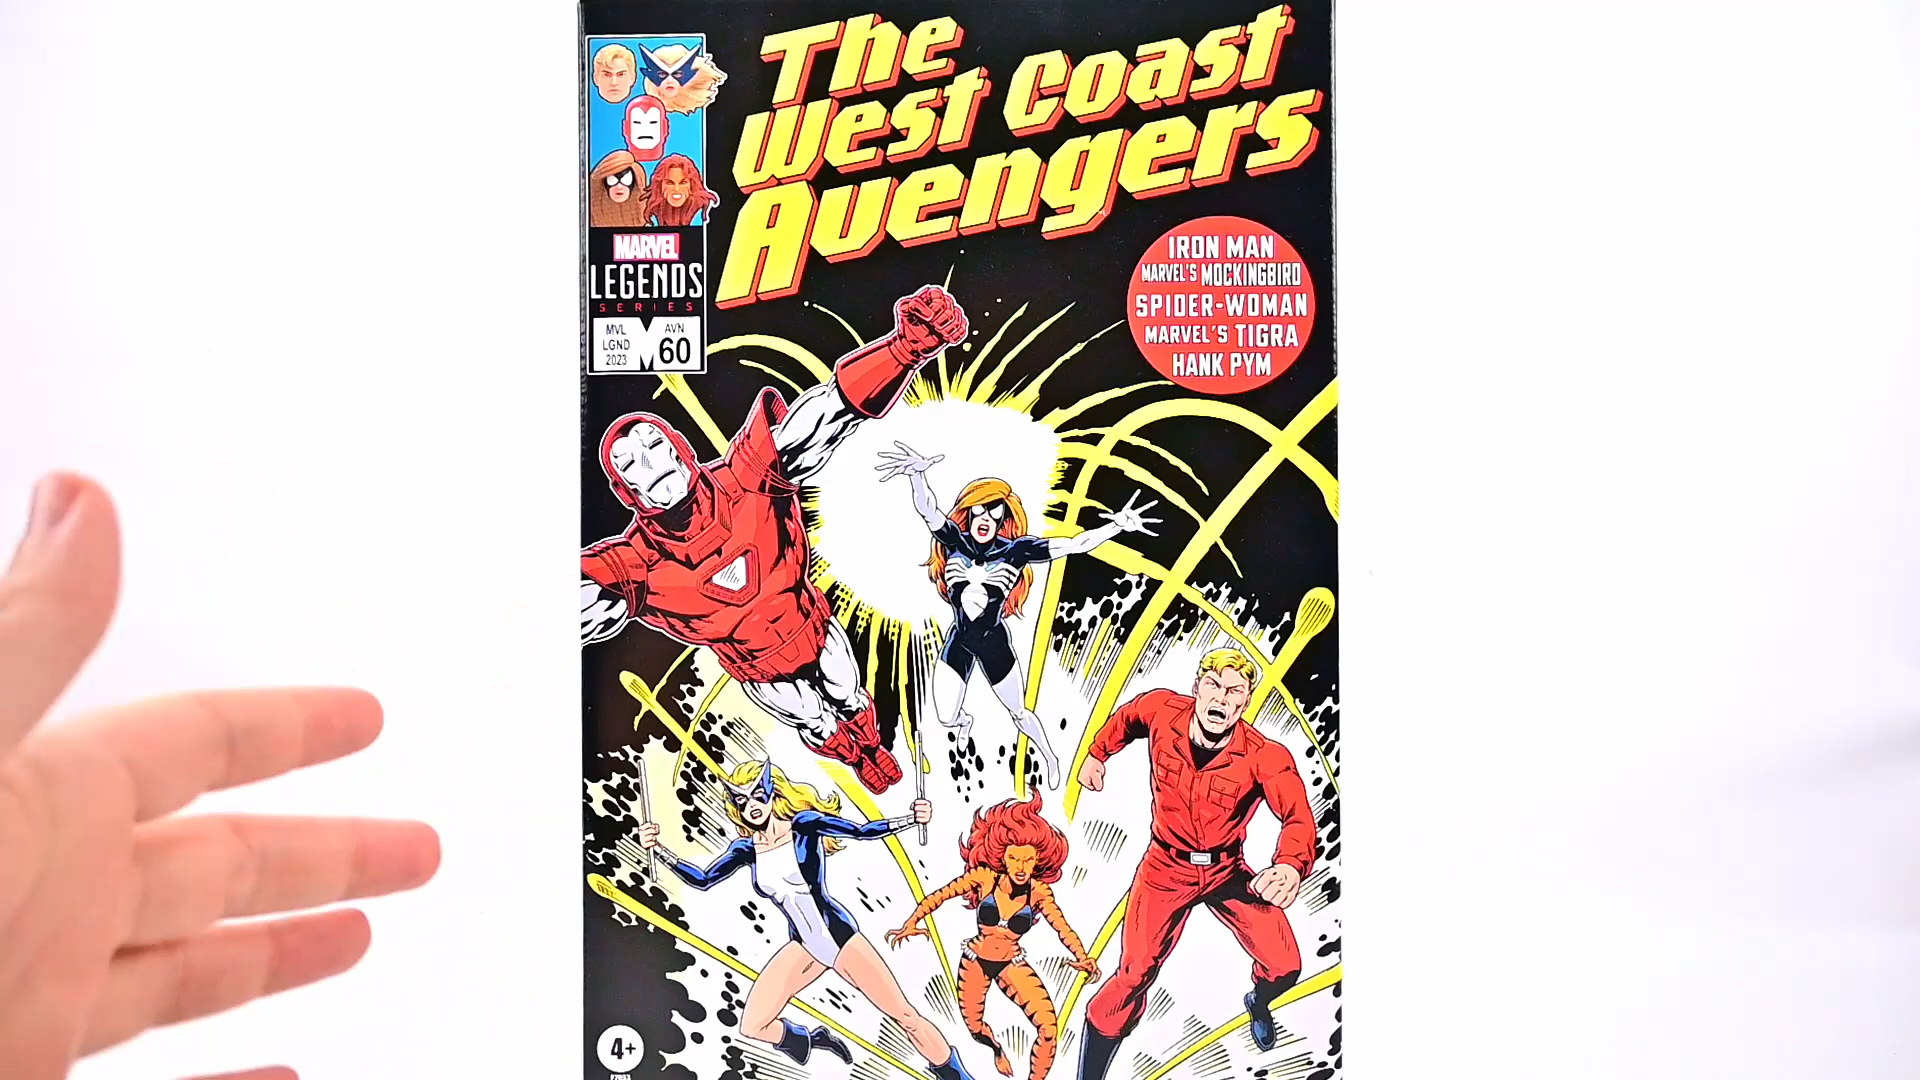 The
West Coast
Avengers
MARVEL
LEGENDS
SERIES
MVL
LGND
2023
AVN
60
IRON MAN
MARVEL'S MOCKINGBIRD
SPIDER-WOMAN
MARVEL'S TIGRA
HANK PYM
4+